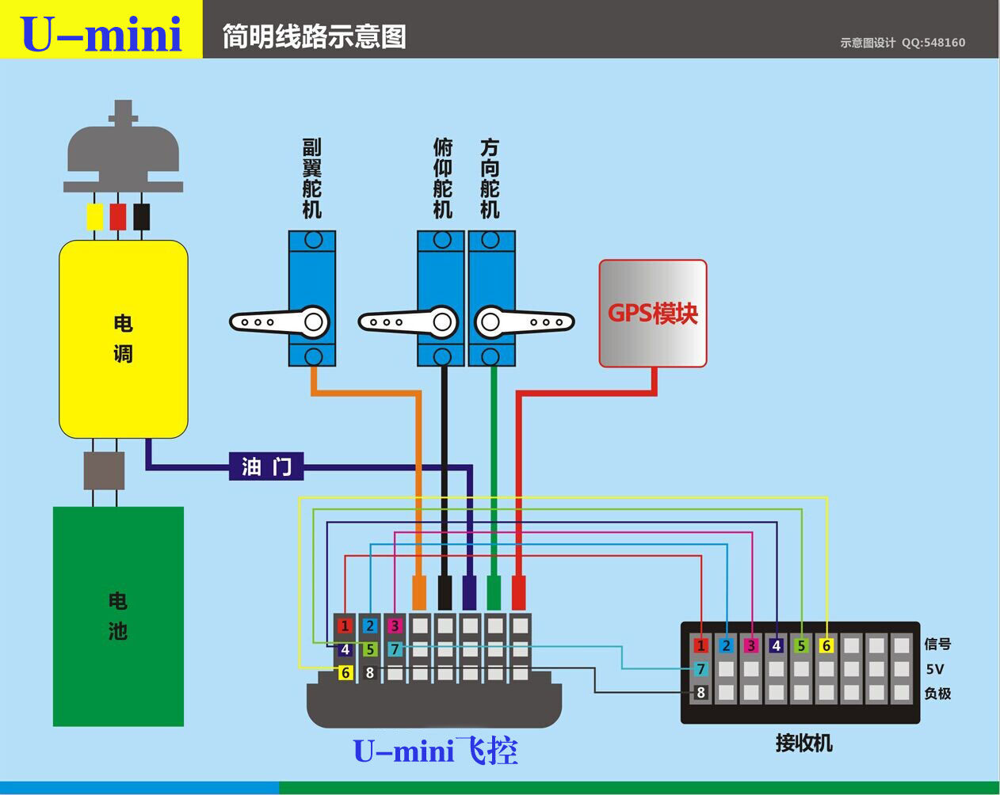 U-mini
简明线路示意图
示意图设计 QQ:548160
副翼舵机
俯仰舵机
方向舵机
GPS模块
电调
油门
电池
1 2 3
4 5 7
6 8
1 2 3 4 5 6
信号
7
5V
8
负极
U-mini飞控
接收机